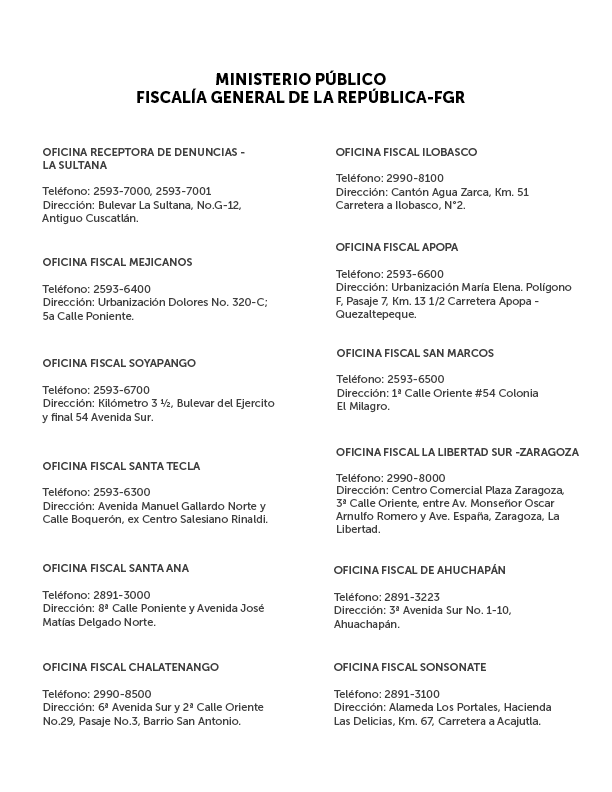 MINISTERIO PÚBLICO
FISCALÍA GENERAL DE LA REPÚBLICA-FGR
OFICINA RECEPTORA DE DENUNCIAS -
LA SULTANA
Teléfono: 2593-7000, 2593-7001
Dirección: Bulevar La Sultana, No.G-12,
Antiguo Cuscatlán.
OFICINA FISCAL MEJICANOS
Teléfono: 2593-6400
Dirección: Urbanización Dolores No. 320-C;
5a Calle Poniente.
OFICINA FISCAL SOYAPANGO
Teléfono: 2593-6700
Dirección: Kilómetro 3 ½, Bulevar del Ejercito
y final 54 Avenida Sur.
OFICINA FISCAL SANTA TECLA
Teléfono: 2593-6300
Dirección: Avenida Manuel Gallardo Norte y
Calle Boquerón, ex Centro Salesiano Rinaldi.
OFICINA FISCAL SANTA ANA
Teléfono: 2891-3000
Dirección: 8ª Calle Poniente y Avenida José
Matías Delgado Norte.
OFICINA FISCAL CHALATENANGO
Teléfono: 2990-8500
Dirección: 6ª Avenida Sur y 2ª Calle Oriente
No.29, Pasaje No.3, Barrio San Antonio.
OFICINA FISCAL ILOBASCO
Teléfono: 2990-8100
Dirección: Cantón Agua Zarca, Km. 51
Carretera a Ilobasco, N°2.
OFICINA FISCAL APOPA
Teléfono: 2593-6600
Dirección: Urbanización María Elena. Polígono
F, Pasaje 7, Km. 13 1/2 Carretera Apopa -
Quezaltepeque.
OFICINA FISCAL SAN MARCOS
Teléfono: 2593-6500
Dirección: 1ª Calle Oriente #54 Colonia
El Milagro.
OFICINA FISCAL LA LIBERTAD SUR -ZARAGOZA
Teléfono: 2990-8000
Dirección: Centro Comercial Plaza Zaragoza,
3ª Calle Oriente, entre Av. Monseñor Oscar
Arnulfo Romero y Ave. España, Zaragoza, La
Libertad.
OFICINA FISCAL DE AHUCHAPÁN
Teléfono: 2891-3223
Dirección: 3ª Avenida Sur No. 1-10,
Ahuachapán.
OFICINA FISCAL SONSONATE
Teléfono: 2891-3100
Dirección: Alameda Los Portales, Hacienda
Las Delicias, Km. 67, Carretera a Acajutla.